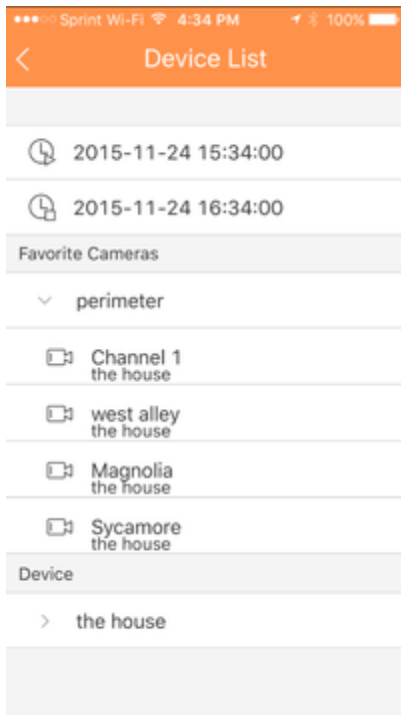 Sprint Wi-Fi 4:34 PM 100%
Device List
2015-11-24 15:34:00
2015-11-24 16:34:00
Favorite Cameras
perimeter
Channel 1
the house
west alley
the house
Magnolia
the house
Sycamore
the house
Device
the house